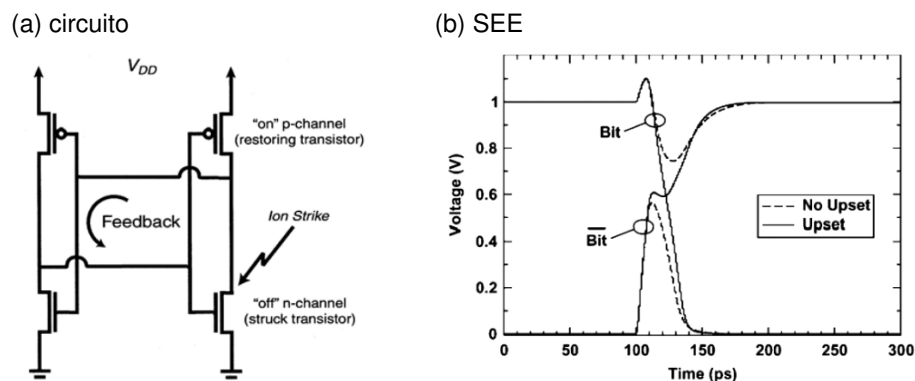 (a) circuito
V_DD
"on" p-channel
(restoring transistor)
Feedback
Ion Strike
"off" n-channel
(struck transistor)
(b) SEE
Voltage (V)
1
0.8
0.6
0.4
0.2
0
Bit
B̅i̅t̅
No Upset
Upset
0
50
100
150
200
250
300
Time (ps)